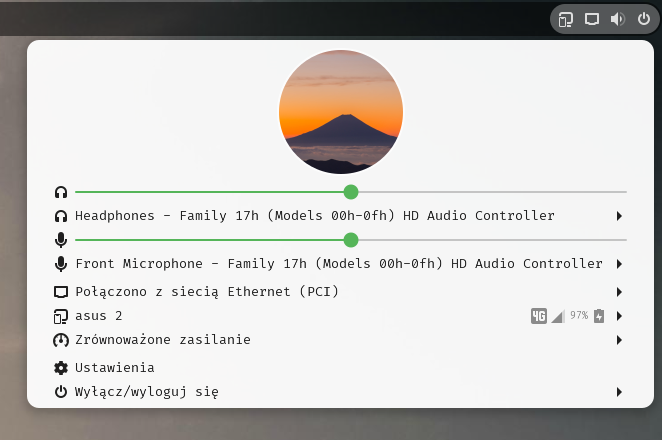 Headphones - Family 17h (Models 00h-0fh) HD Audio Controller
Front Microphone - Family 17h (Models 00h-0fh) HD Audio Controller
Połączono z siecią Ethernet (PCI)
asus 2 4G 97%
Zrównoważone zasilanie
Ustawienia
Wyłącz/wyloguj się